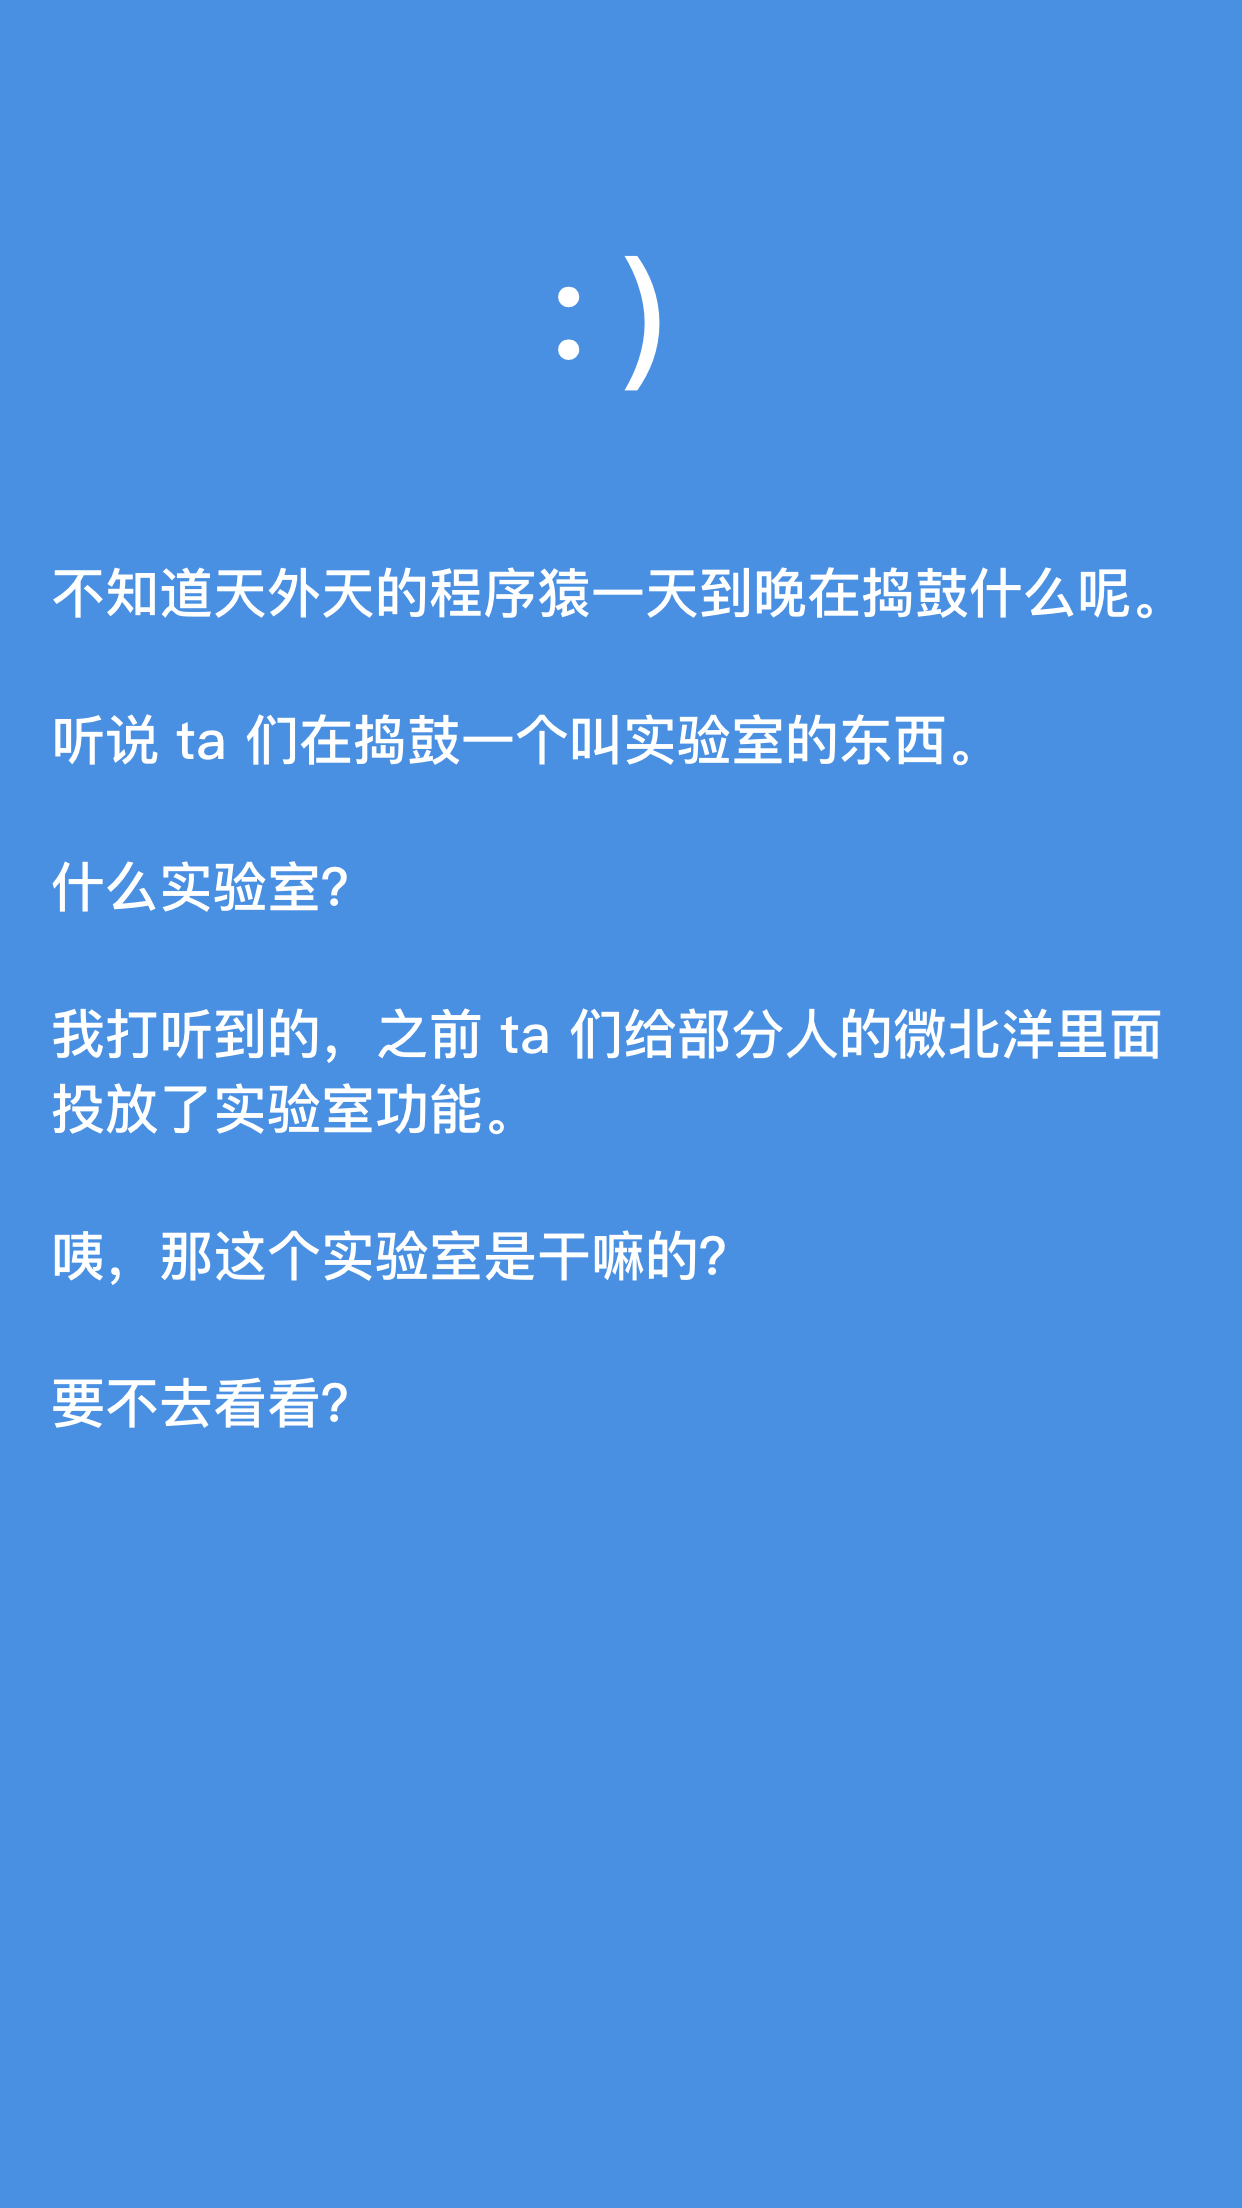 :)
不知道天外天的程序猿一天到晚在捣鼓什么呢。
听说 ta 们在捣鼓一个叫实验室的东西。
什么实验室?
我打听到的，之前 ta 们给部分人的微北洋里面
投放了实验室功能。
咦，那这个实验室是干嘛的?
要不去看看?